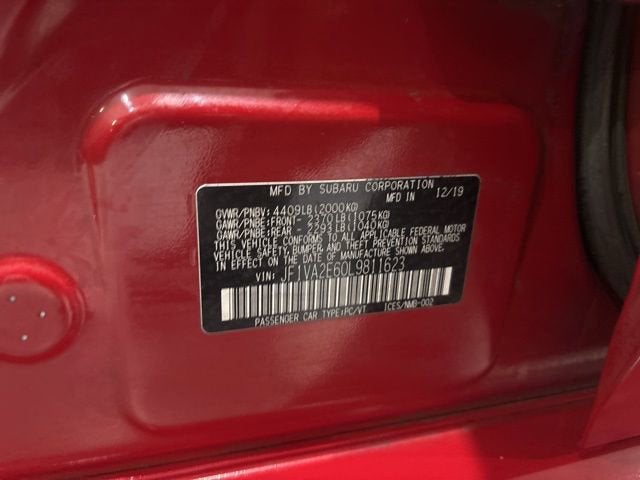 MFD BY SUBARU CORPORATION
MFD IN 12/19
GVWR/PNBV: 4409LB(2000KG)
GAWR/PNBE:FRONT- 2370LB(1075KG)
GAWR/PNBE:REAR - 2293LB(1040KG)
THIS VEHICLE CONFORMS TO ALL APPLICABLE FEDERAL MOTOR
VEHICLE SAFETY,BUMPER,AND THEFT PREVENTION STANDARDS
IN EFFECT ON THE DATE OF MANUFACTURE SHOWN ABOVE.
VIN: JF1VA2E60L9811623
PASSENGER CAR TYPE:PC/VT ICES/NMB-002